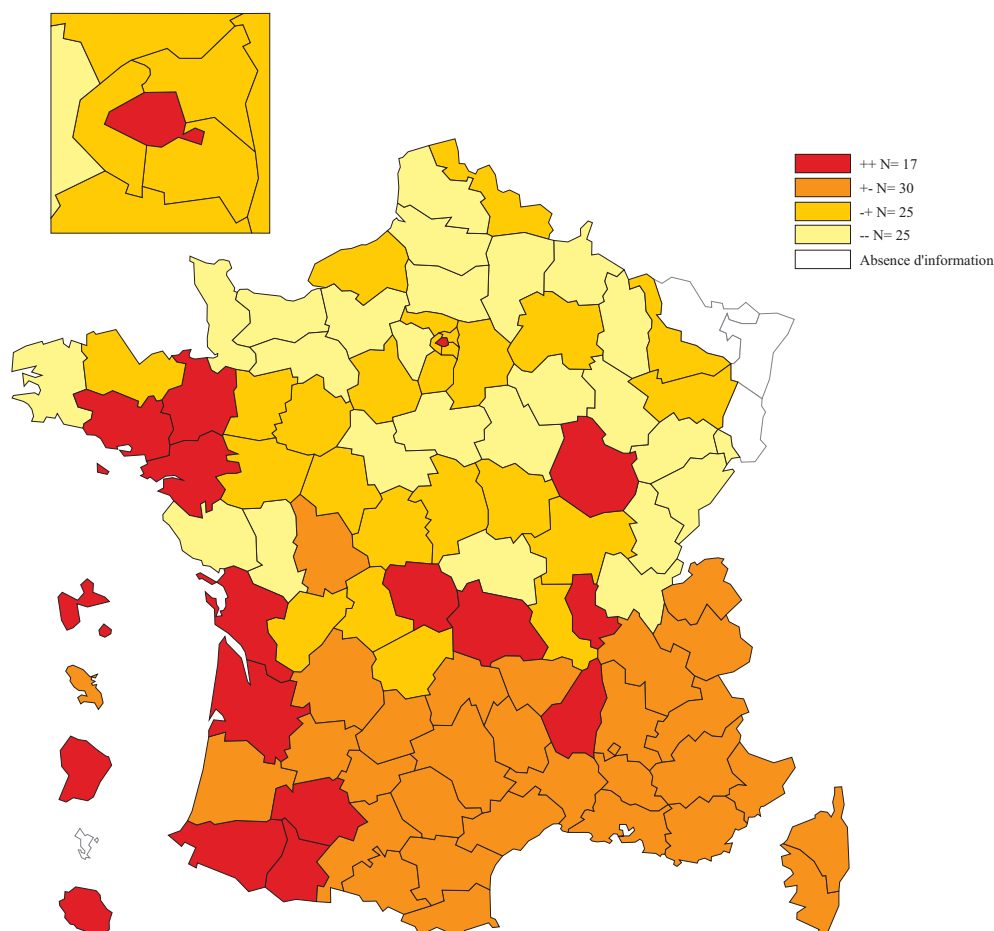 ++ N= 17
+- N= 30
-+ N= 25
-- N= 25
Absence d'information